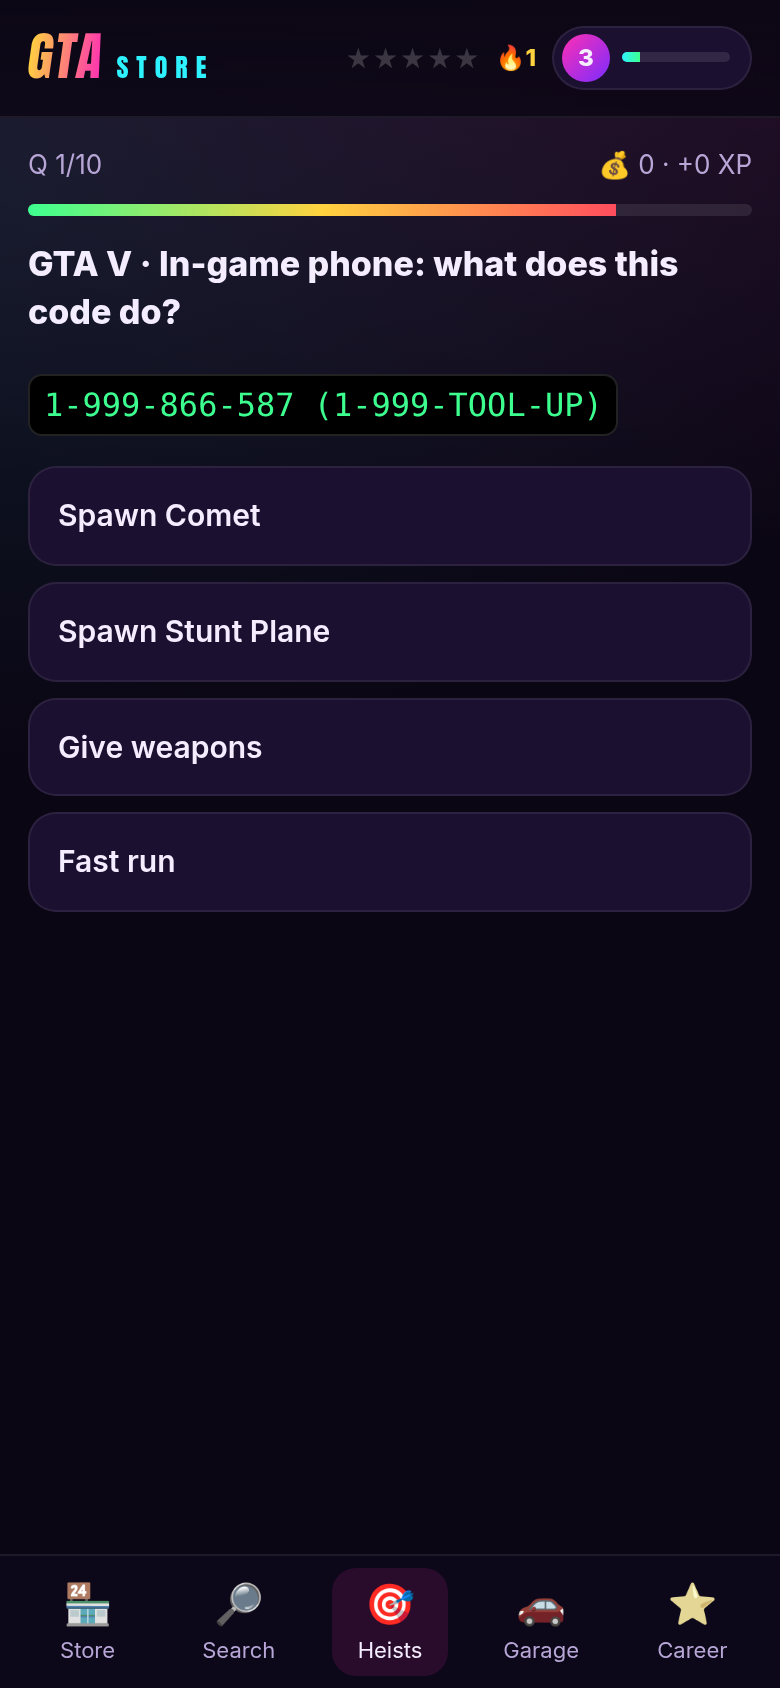 GTA STORE ★★★★★ 🔥1 3
Q 1/10 💰 0 · +0 XP
GTA V · In-game phone: what does this
code do?
1-999-866-587 (1-999-TOOL-UP)
Spawn Comet
Spawn Stunt Plane
Give weapons
Fast run
24
Store Search Heists Garage Career